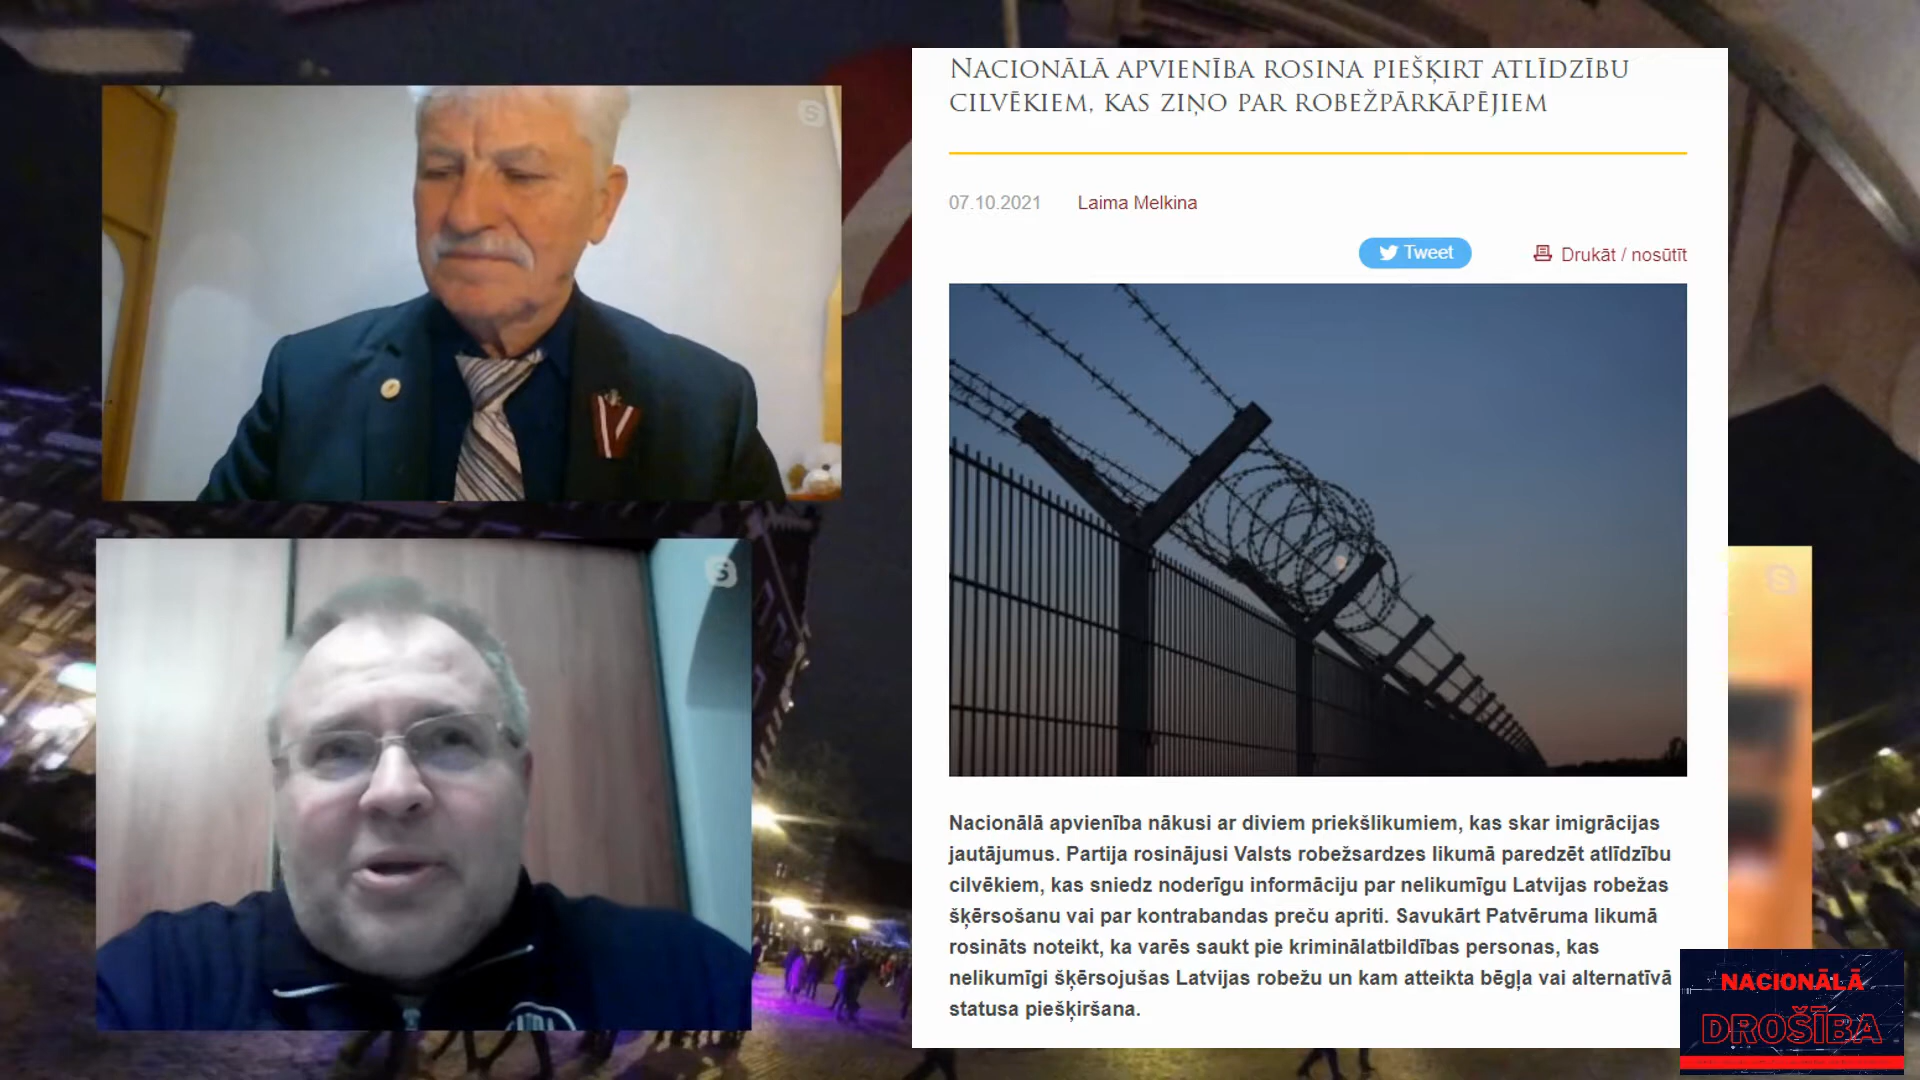 NACIONĀLĀ APVIENĪBA ROSINA PIEŠĶIRT ATLĪDZĪBU
CILVĒKIEM, KAS ZIŅO PAR ROBEŽPĀRKĀPĒJIEM
07.10.2021 Laima Melkina
Tweet Drukāt / nosūtīt
Nacionālā apvienība nākusi ar diviem priekšlikumiem, kas skar imigrācijas
jautājumus. Partija rosinājusi Valsts robežsardzes likumā paredzēt atlīdzību
cilvēkiem, kas sniedz noderīgu informāciju par nelikumīgu Latvijas robežas
šķērsošanu vai par kontrabandas preču apriti. Savukārt Patvēruma likumā
rosināts noteikt, ka varēs saukt pie kriminālatbildības personas, kas
nelikumīgi šķērsojušas Latvijas robežu un kam atteikta bēgļa vai alternatīvā
statusa piešķiršana.
NACIONĀLĀ
DROŠĪBA